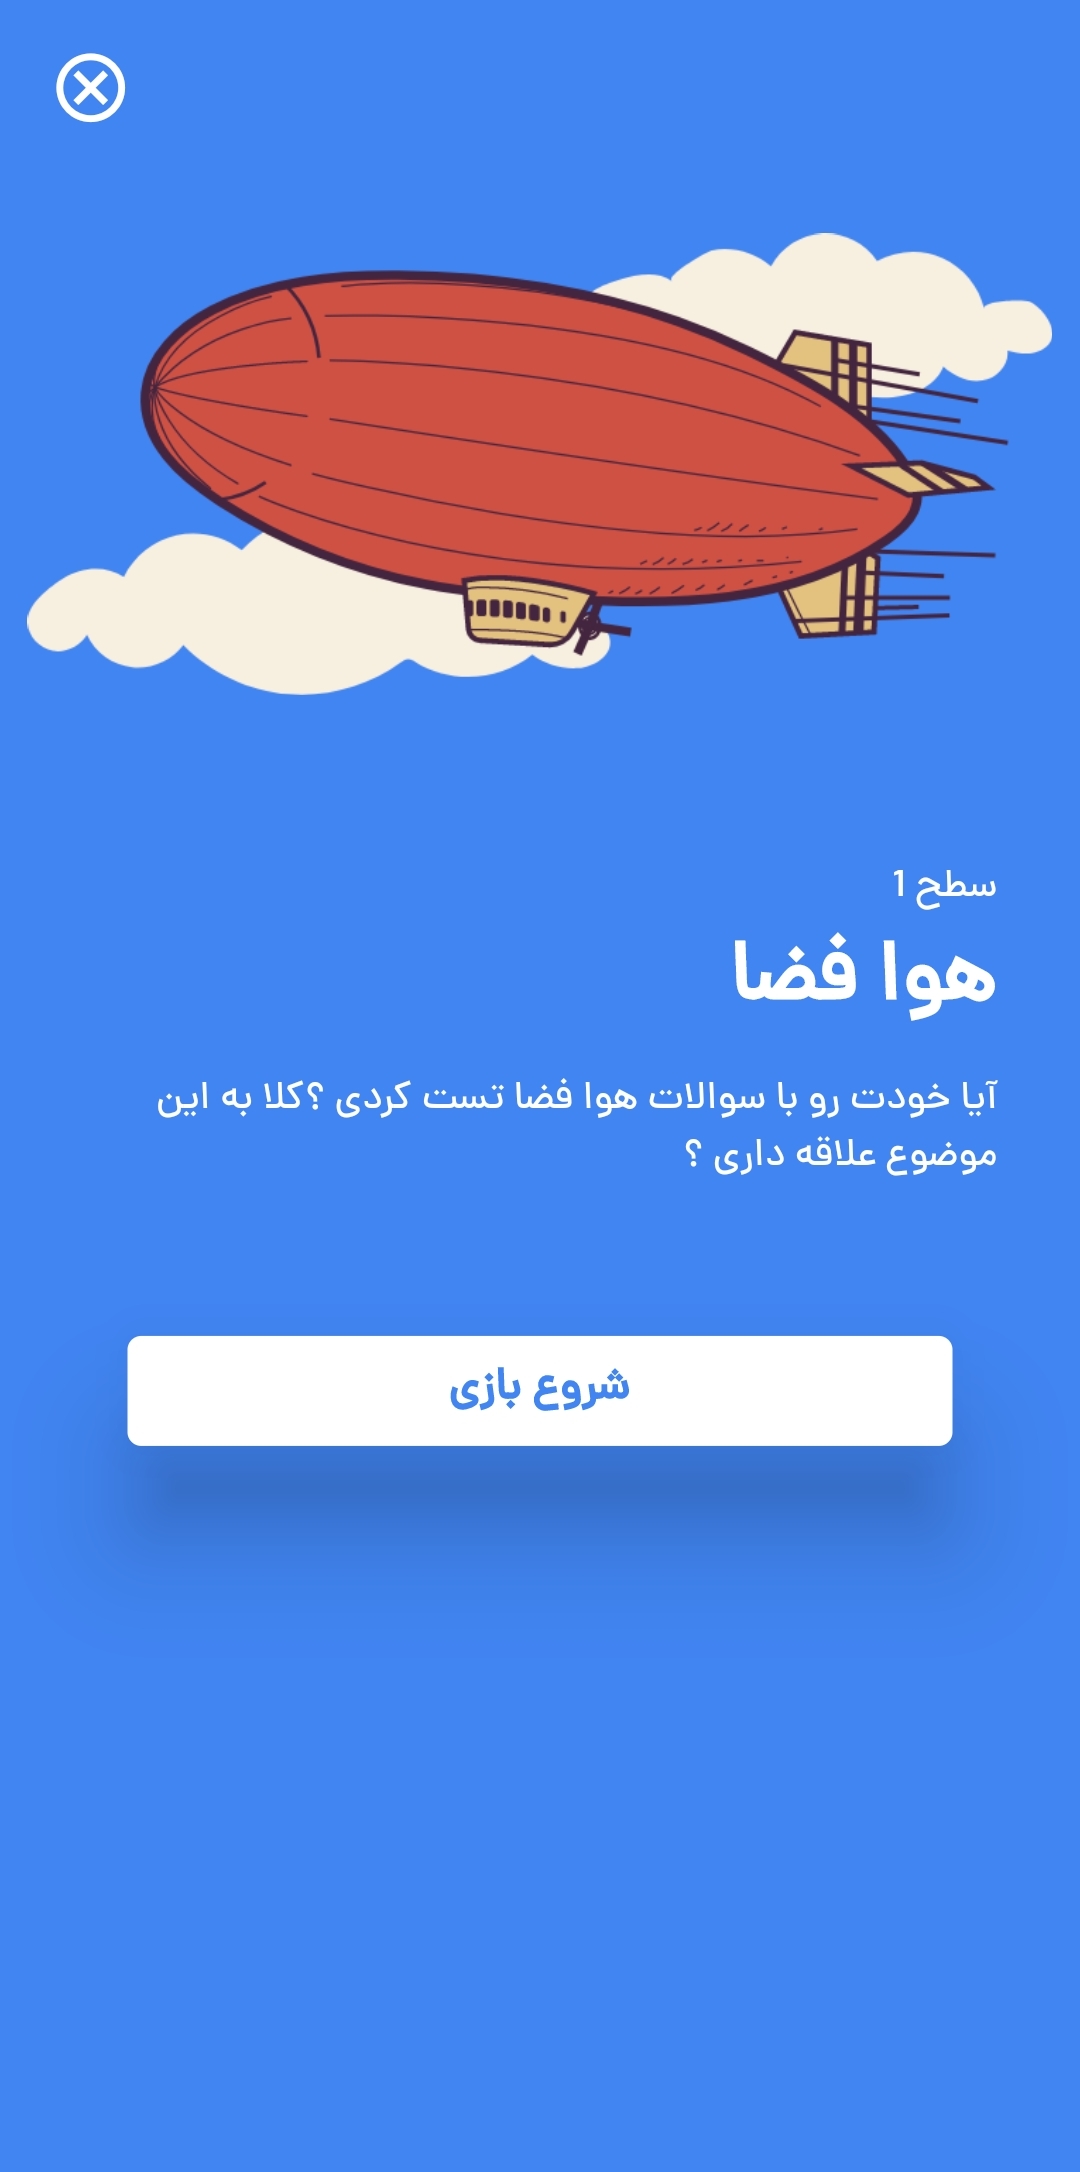 سطح 1
هوا فضا
آیا خودت رو با سوالات هوا فضا تست کردی ؟کلا به این
موضوع علاقه داری ؟
شروع بازی